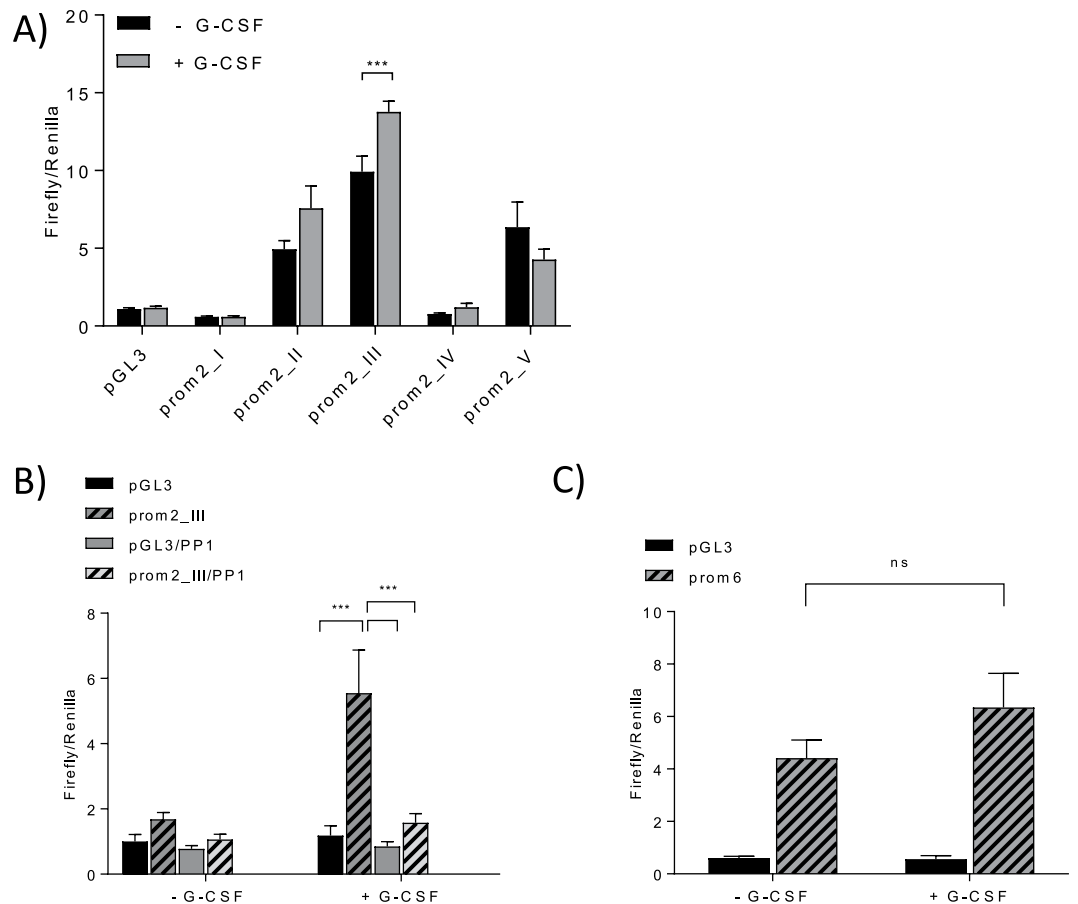 A)
- G-CSF
+ G-CSF
***
Firefly/Renilla
20
15
10
5
0
pGL3
prom2_I
prom2_II
prom2_III
prom2_IV
prom2_V
B)
pGL3
prom2_III
pGL3/PP1
prom2_III/PP1
*** ***
Firefly/Renilla
8
6
4
2
0
- G-CSF + G-CSF
C)
pGL3
prom6
ns
Firefly/Renilla
10
8
6
4
2
0
- G-CSF + G-CSF